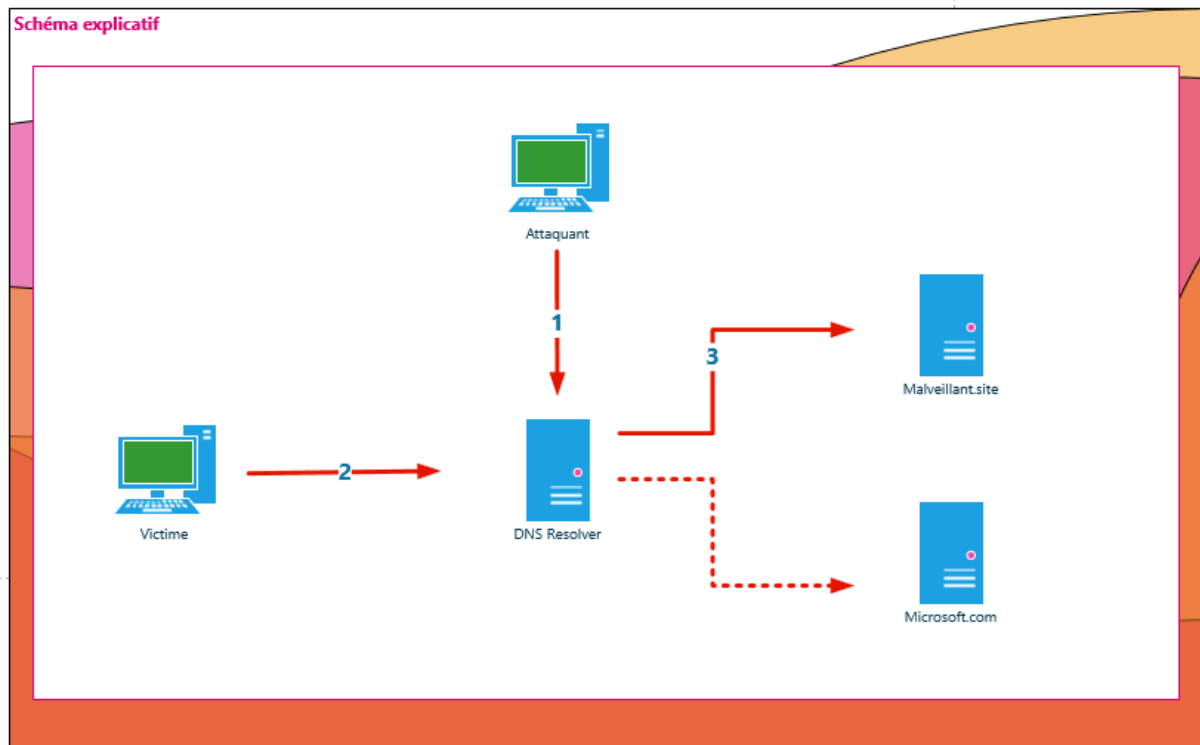 Schéma explicatif
Attaquant
1
3
Malveillant.site
2
Victime
DNS Resolver
Microsoft.com